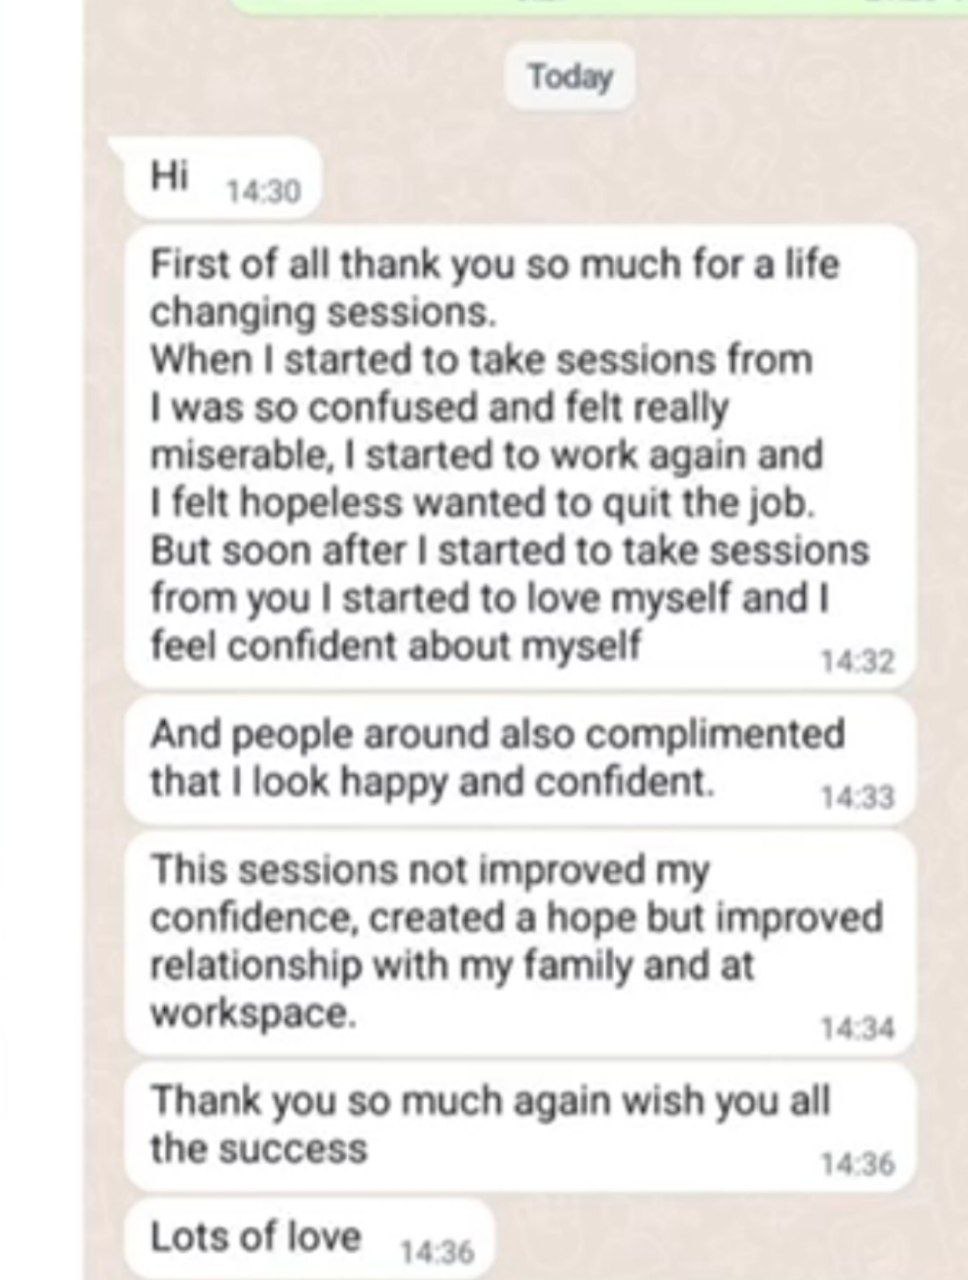 Today
Hi 14:30
First of all thank you so much for a life
changing sessions.
When I started to take sessions from
I was so confused and felt really
miserable, I started to work again and
I felt hopeless wanted to quit the job.
But soon after I started to take sessions
from you I started to love myself and I
feel confident about myself 14:32
And people around also complimented
that I look happy and confident. 14:33
This sessions not improved my
confidence, created a hope but improved
relationship with my family and at
workspace. 14:34
Thank you so much again wish you all
the success 14:36
Lots of love 14:36